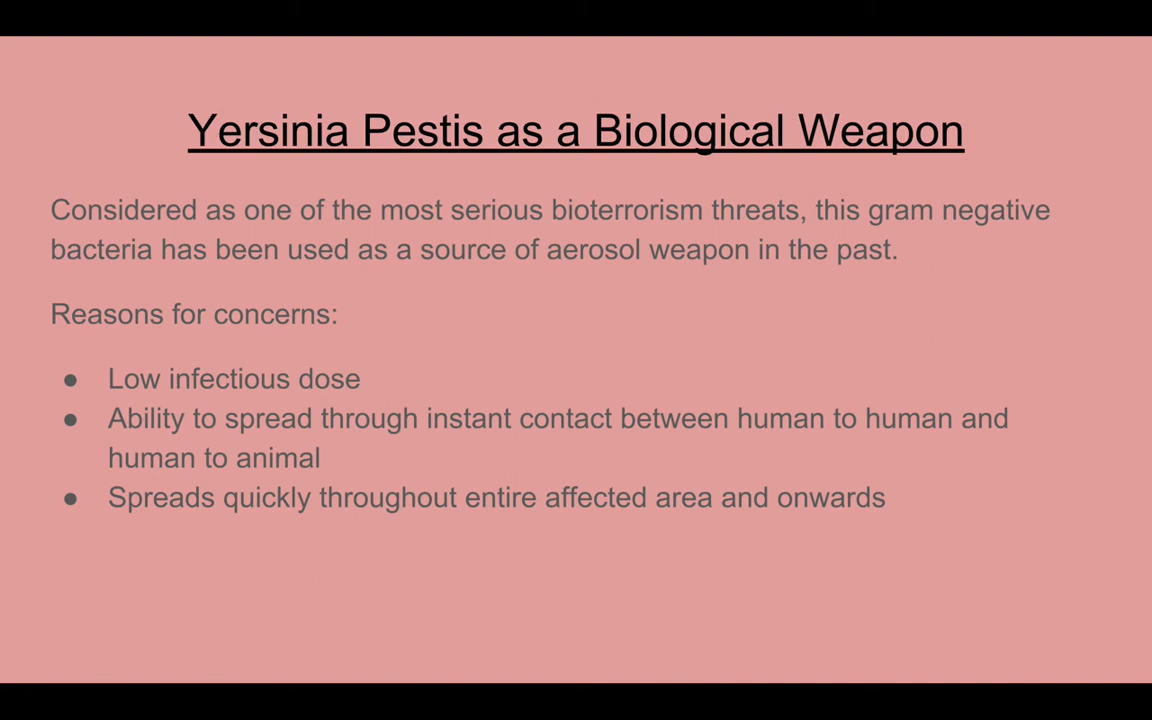 Yersinia Pestis as a Biological Weapon
Considered as one of the most serious bioterrorism threats, this gram negative
bacteria has been used as a source of aerosol weapon in the past.
Reasons for concerns:
● Low infectious dose
● Ability to spread through instant contact between human to human and
human to animal
● Spreads quickly throughout entire affected area and onwards